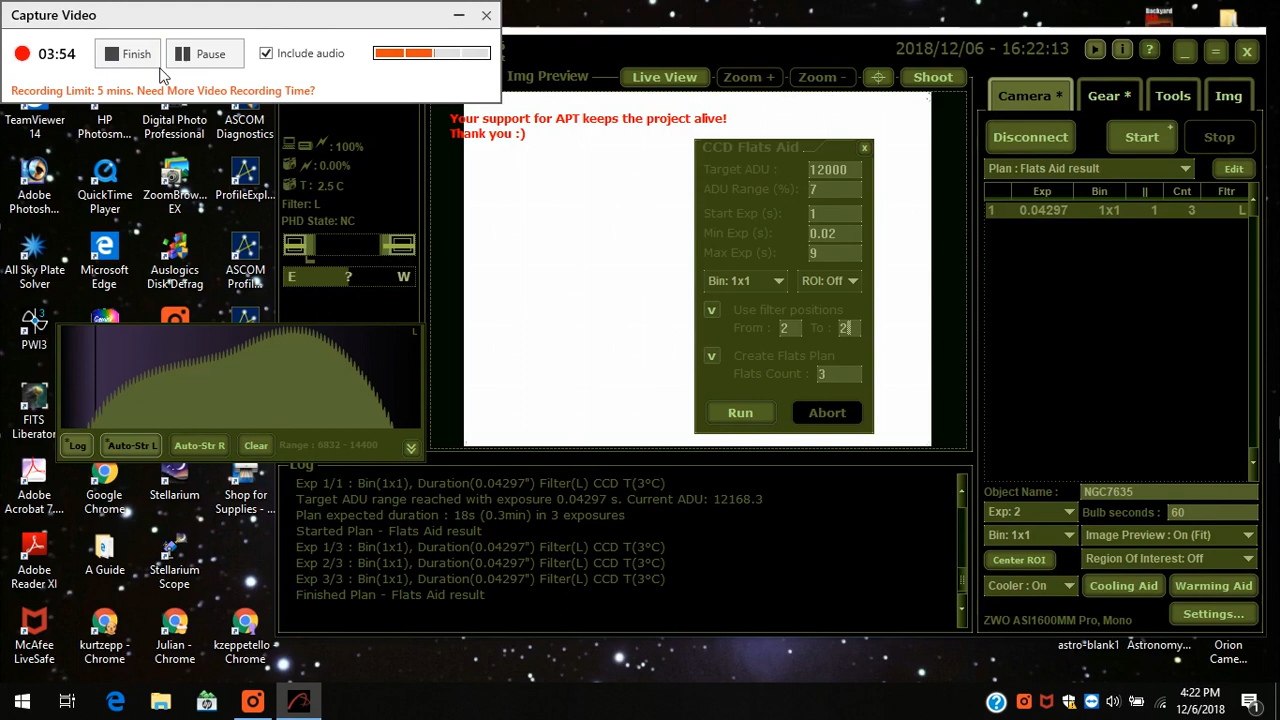 Capture Video
03:54
Finish
Pause
Include audio
Recording Limit: 5 mins. Need More Video Recording Time?
Img Preview
Live View
Zoom +
Zoom -
Shoot
2018/12/06 - 16:22:13
Your support for APT keeps the project alive!
Thank you :)
TeamViewer 14
HP Photosm...
Digital Photo Professional
ASCOM Diagnostics
Adobe Photosh...
QuickTime Player
ZoomBrow... EX
ProfileExpl...
All Sky Plate Solver
Microsoft Edge
Auslogics Disk Defrag
ASCOM Profil...
PWI3
FITS Liberator
Adobe Acrobat 7...
Google Chrome
Stellarium
Shop for Supplies
Adobe Reader XI
A Guide
Stellarium Scope
McAfee LiveSafe
kurtzepp - Chrome
Julian - Chrome
kzeppetello - Chrome
: 100%
: 0.00%
T : 2.5 C
Filter: L
PHD State: NC
E ? W
L
Log
Auto-Str L
Auto-Str R
Clear
Range : 6832 - 14400
CCD Flats Aid
Target ADU : 12000
ADU Range (%): 7
Start Exp (s): 1
Min Exp (s): 0.02
Max Exp (s): 9
Bin: 1x1
ROI: Off
Use filter positions
From : 2 To : 2
Create Flats Plan
Flats Count : 3
Run
Abort
Log
Exp 1/1 : Bin(1x1), Duration(0.04297") Filter(L) CCD T(3°C)
Target ADU range reached with exposure 0.04297 s. Current ADU: 12168.3
Plan expected duration : 18s (0.3min) in 3 exposures
Started Plan - Flats Aid result
Exp 1/3 : Bin(1x1), Duration(0.04297") Filter(L) CCD T(3°C)
Exp 2/3 : Bin(1x1), Duration(0.04297") Filter(L) CCD T(3°C)
Exp 3/3 : Bin(1x1), Duration(0.04297") Filter(L) CCD T(3°C)
Finished Plan - Flats Aid result
Camera *
Gear *
Tools
Img
Disconnect
Start
Stop
Plan : Flats Aid result
Edit
Exp Bin || Cnt Fltr
1 0.04297 1x1 1 3 L
Object Name : NGC7635
Exp: 2
Bulb seconds : 60
Bin: 1x1
Image Preview : On (Fit)
Center ROI
Region Of Interest: Off
Cooler : On
Cooling Aid
Warming Aid
ZWO ASI1600MM Pro, Mono
Settings...
astro*blank1
Astronomy...
Orion Came...
4:22 PM
12/6/2018